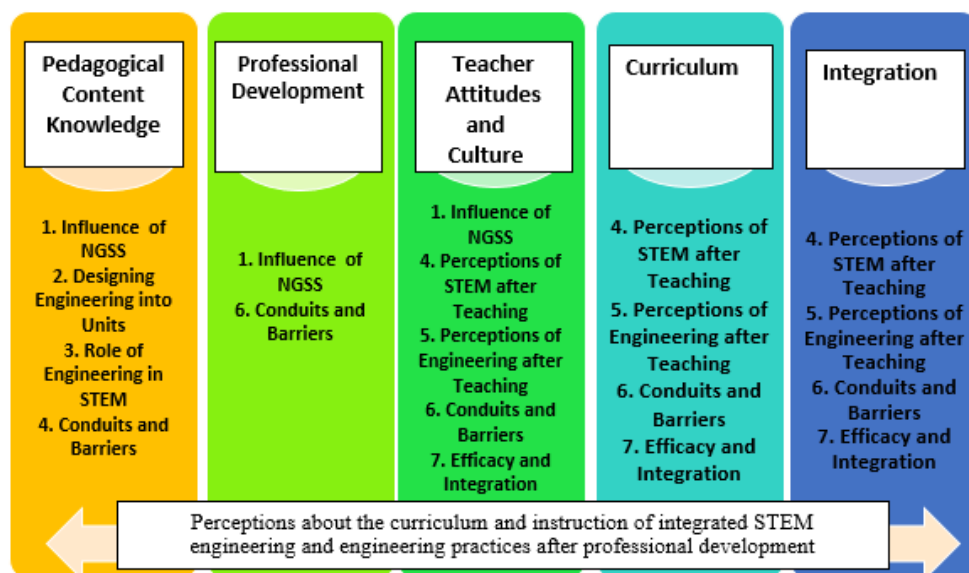 Pedagogical
Content
Knowledge
1. Influence of
NGSS
2. Designing
Engineering into
Units
3. Role of
Engineering in
STEM
4. Conduits and
Barriers
Professional
Development
1. Influence of
NGSS
6. Conduits and
Barriers
Teacher
Attitudes
and
Culture
1. Influence of
NGSS
4. Perceptions of
STEM after
Teaching
5. Perceptions of
Engineering after
Teaching
6. Conduits and
Barriers
7. Efficacy and
Integration
Curriculum
4. Perceptions of
STEM after
Teaching
5. Perceptions of
Engineering after
Teaching
6. Conduits and
Barriers
7. Efficacy and
Integration
Integration
4. Perceptions of
STEM after
Teaching
5. Perceptions of
Engineering after
Teaching
6. Conduits and
Barriers
7. Efficacy and
Integration
Perceptions about the curriculum and instruction of integrated STEM
engineering and engineering practices after professional development